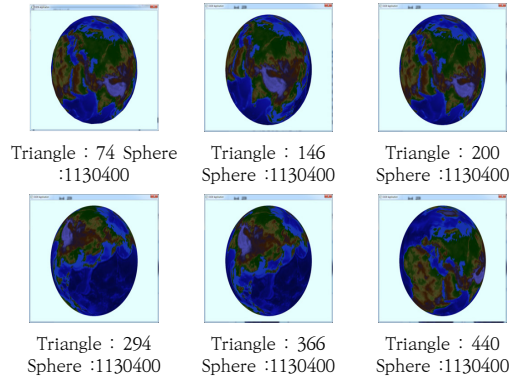 Triangle : 74 Sphere
:1130400
Triangle : 146
Sphere :1130400
Triangle : 200
Sphere :1130400
Triangle : 294
Sphere :1130400
Triangle : 366
Sphere :1130400
Triangle : 440
Sphere :1130400